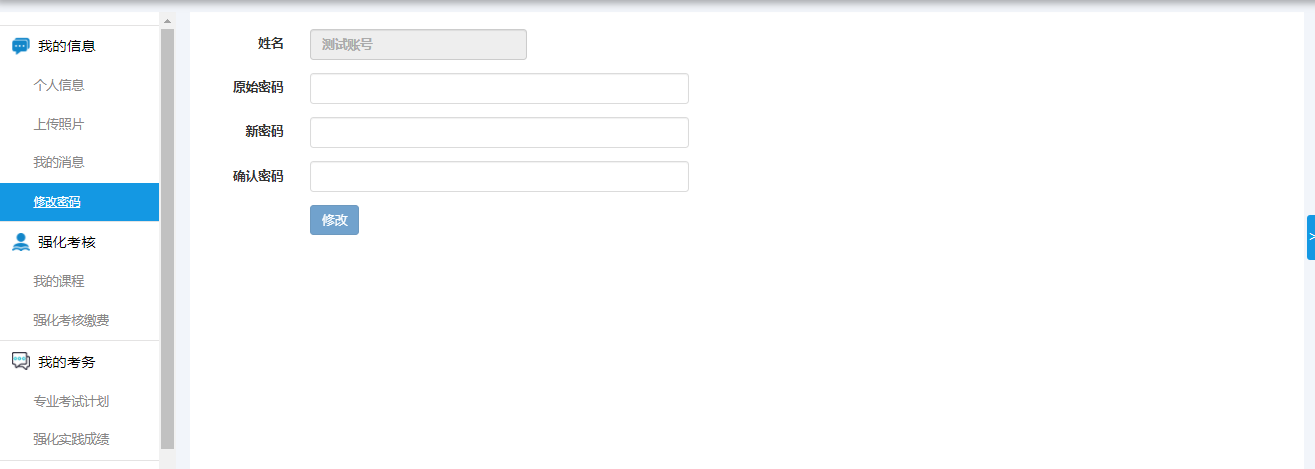 我的信息
个人信息
上传照片
我的消息
修改密码
强化考核
我的课程
强化考核缴费
我的考务
专业考试计划
强化实践成绩
姓名 测试账号
原始密码
新密码
确认密码
修改
>